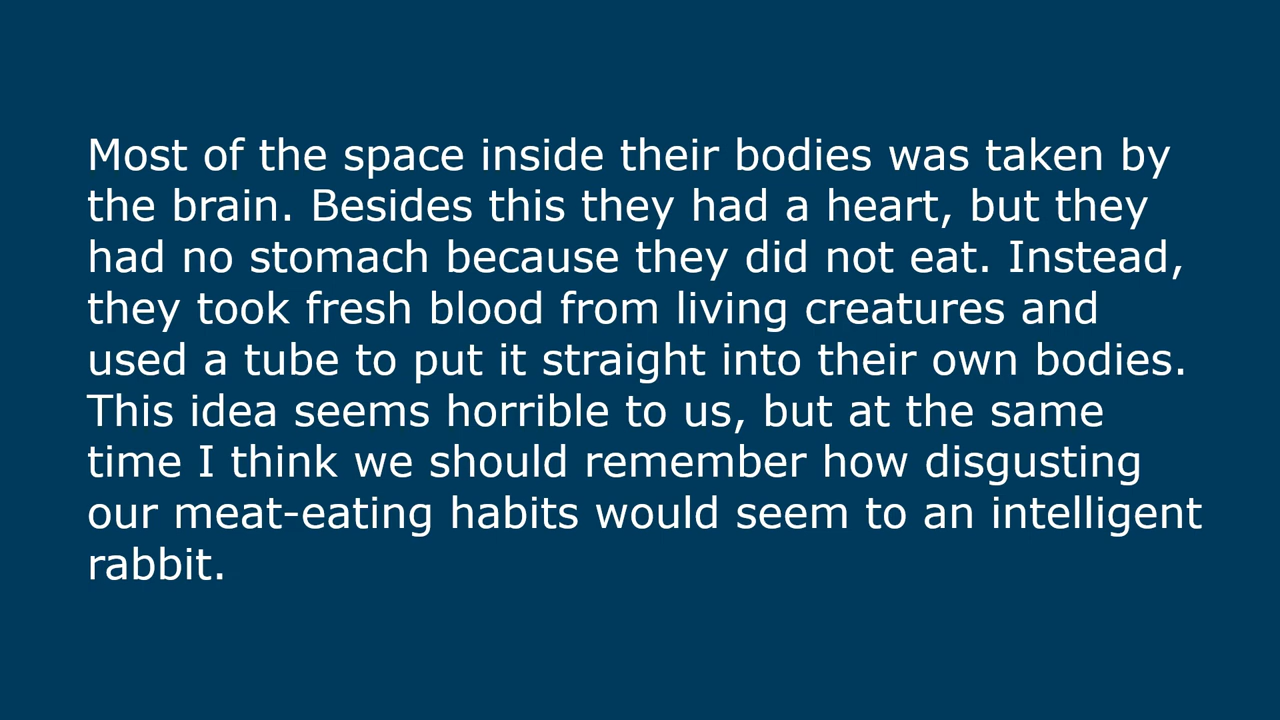 Most of the space inside their bodies was taken by
the brain. Besides this they had a heart, but they
had no stomach because they did not eat. Instead,
they took fresh blood from living creatures and
used a tube to put it straight into their own bodies.
This idea seems horrible to us, but at the same
time I think we should remember how disgusting
our meat-eating habits would seem to an intelligent
rabbit.